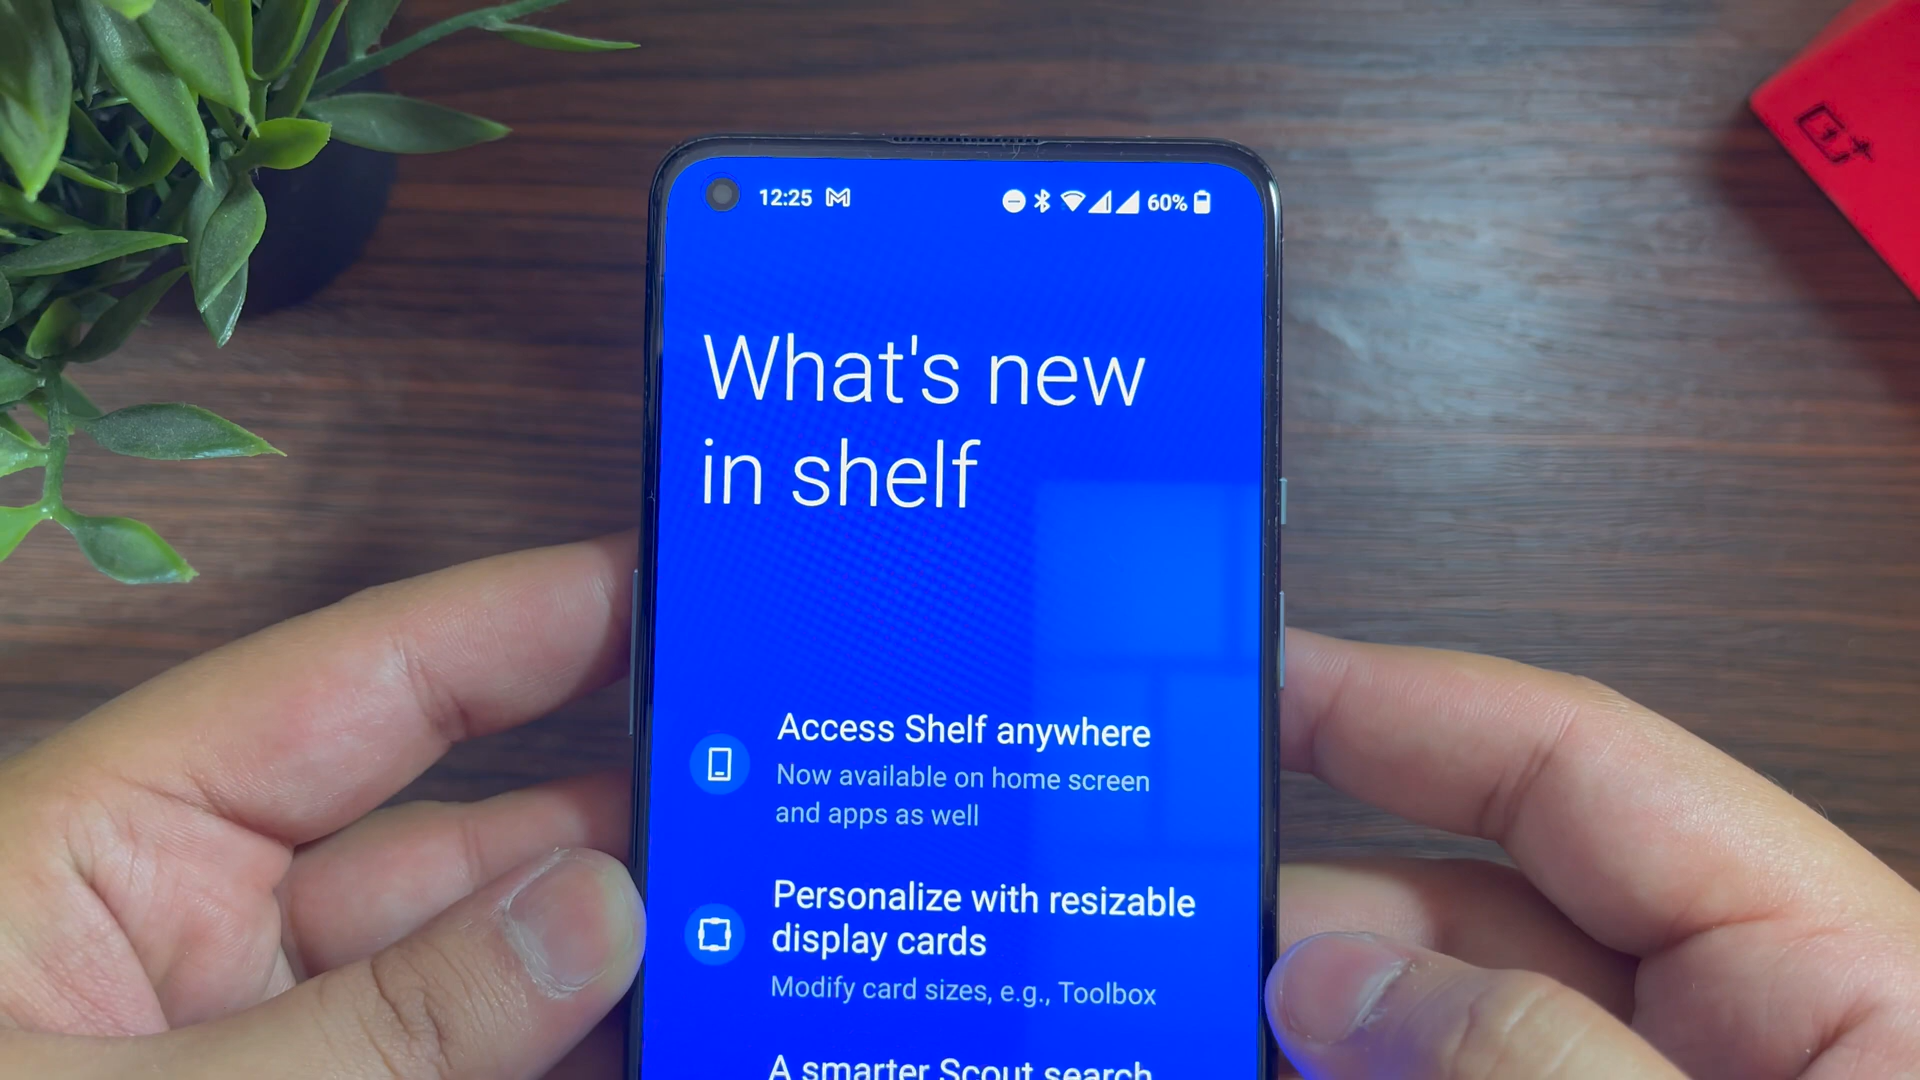 12:25
60%
What's new
in shelf
Access Shelf anywhere
Now available on home screen
and apps as well
Personalize with resizable
display cards
Modify card sizes, e.g., Toolbox
A smarter Scout search